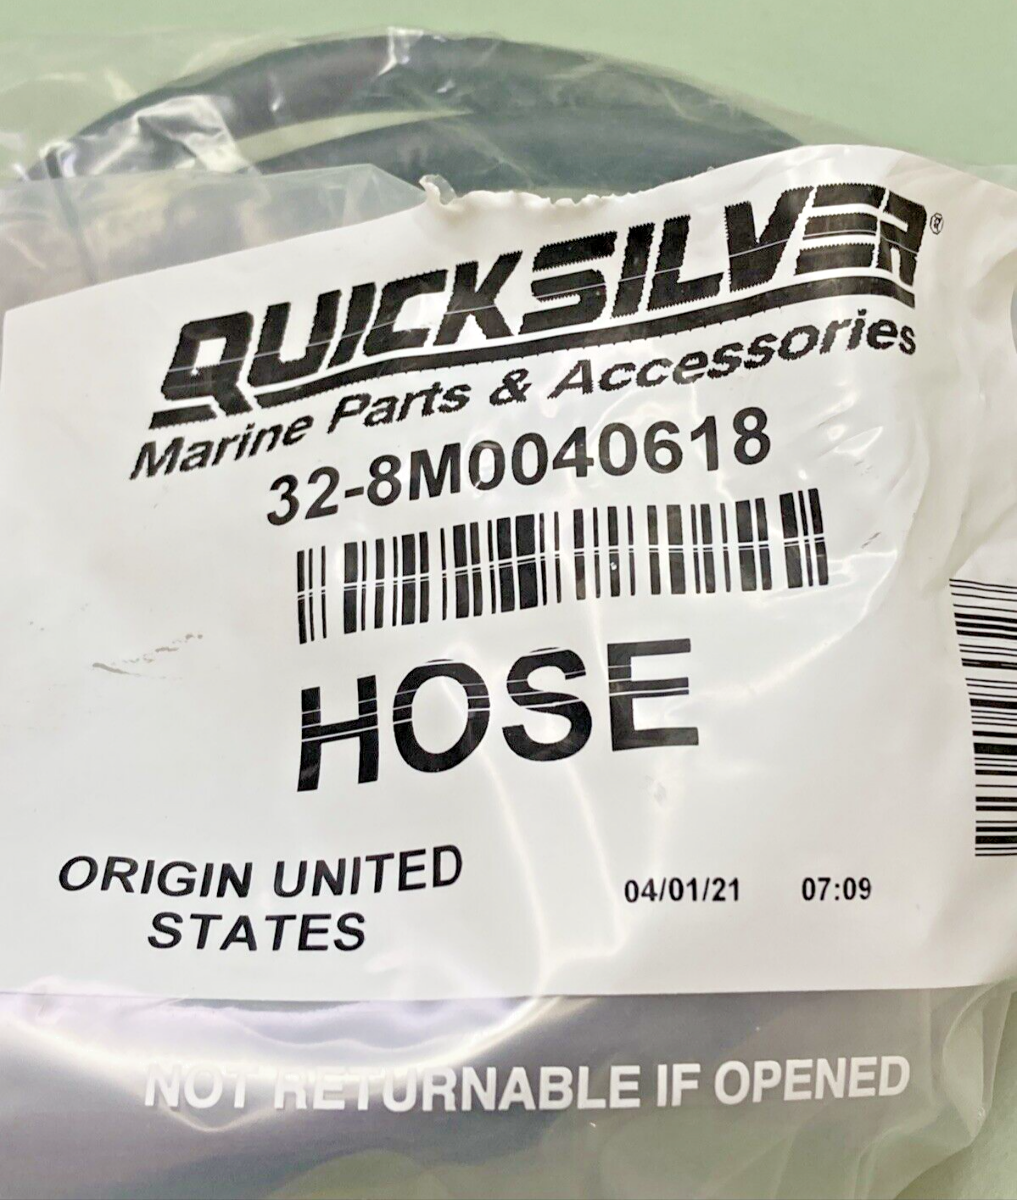 QUICKSILVER®
Marine Parts & Accessories
32-8M0040618
HOSE
ORIGIN UNITED
STATES
04/01/21 07:09
NOT RETURNABLE IF OPENED